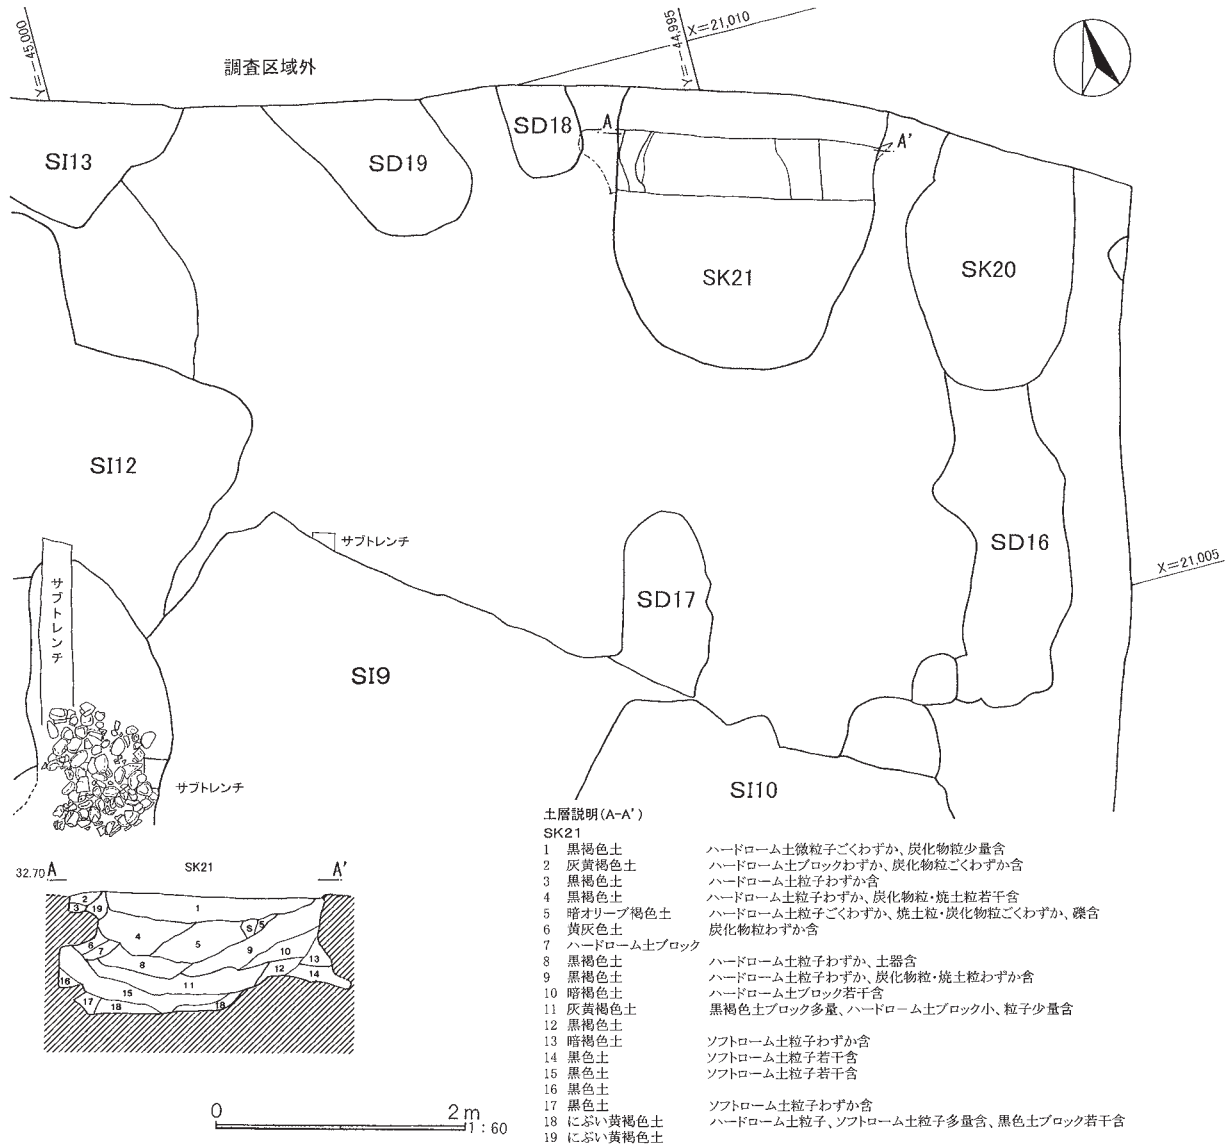 Y=-45,000
調査区域外
Y=-44,995
X=21,010
SI13
SD19
SD18
A
A'
SK21
SK20
SI12
サブトレンチ
サブトレンチ
SD17
SD16
X=21,005
SI9
サブトレンチ
SI10
32.70 A
SK21
A'
2
3
19
1
4
5
S
5
6
7
8
9
10
11
12
13
14
15
16
17
18
18
0
2m
1:60
土層説明(A-A')
SK21
1 黒褐色土 ハードローム土微粒子ごくわずか、炭化物粒少量含
2 灰黄褐色土 ハードローム土ブロックわずか、炭化物粒ごくわずか含
3 黒褐色土 ハードローム土粒子わずか含
4 黒褐色土 ハードローム土粒子わずか、炭化物粒・焼土粒若干含
5 暗オリーブ褐色土 ハードローム土粒子ごくわずか、焼土粒・炭化物粒ごくわずか、礫含
6 黄灰色土 炭化物粒わずか含
7 ハードローム土ブロック
8 黒褐色土 ハードローム土粒子わずか、土器含
9 黒褐色土 ハードローム土粒子わずか、炭化物粒・焼土粒わずか含
10 暗褐色土 ハードローム土ブロック若干含
11 灰黄褐色土 黒褐色土ブロック多量、ハードローム土ブロック小、粒子少量含
12 黒褐色土
13 暗褐色土 ソフトローム土粒子わずか含
14 黒色土 ソフトローム土粒子若干含
15 黒色土 ソフトローム土粒子若干含
16 黒色土
17 黒色土 ソフトローム土粒子わずか含
18 にぶい黄褐色土 ハードローム土粒子、ソフトローム土粒子多量含、黒色土ブロック若干含
19 にぶい黄褐色土